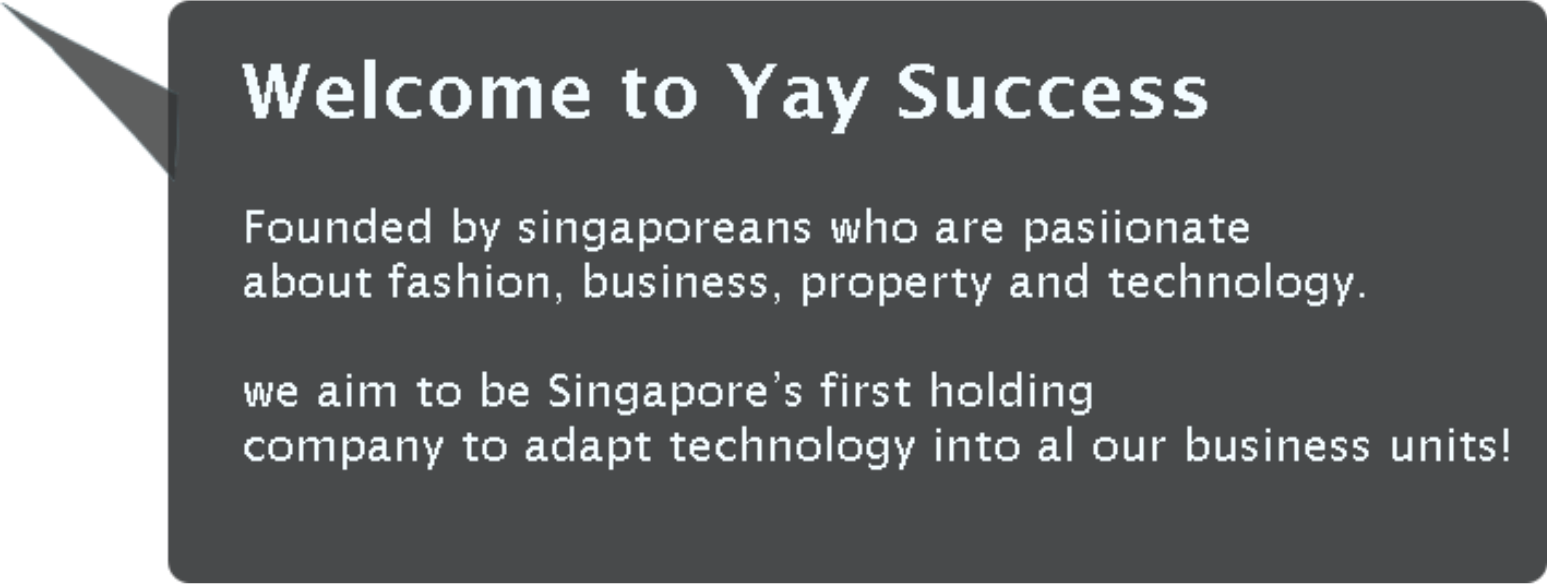 Welcome to Yay Success
Founded by singaporeans who are pasiionate
about fashion, business, property and technology.
we aim to be Singapore’s first holding
company to adapt technology into al our business units!